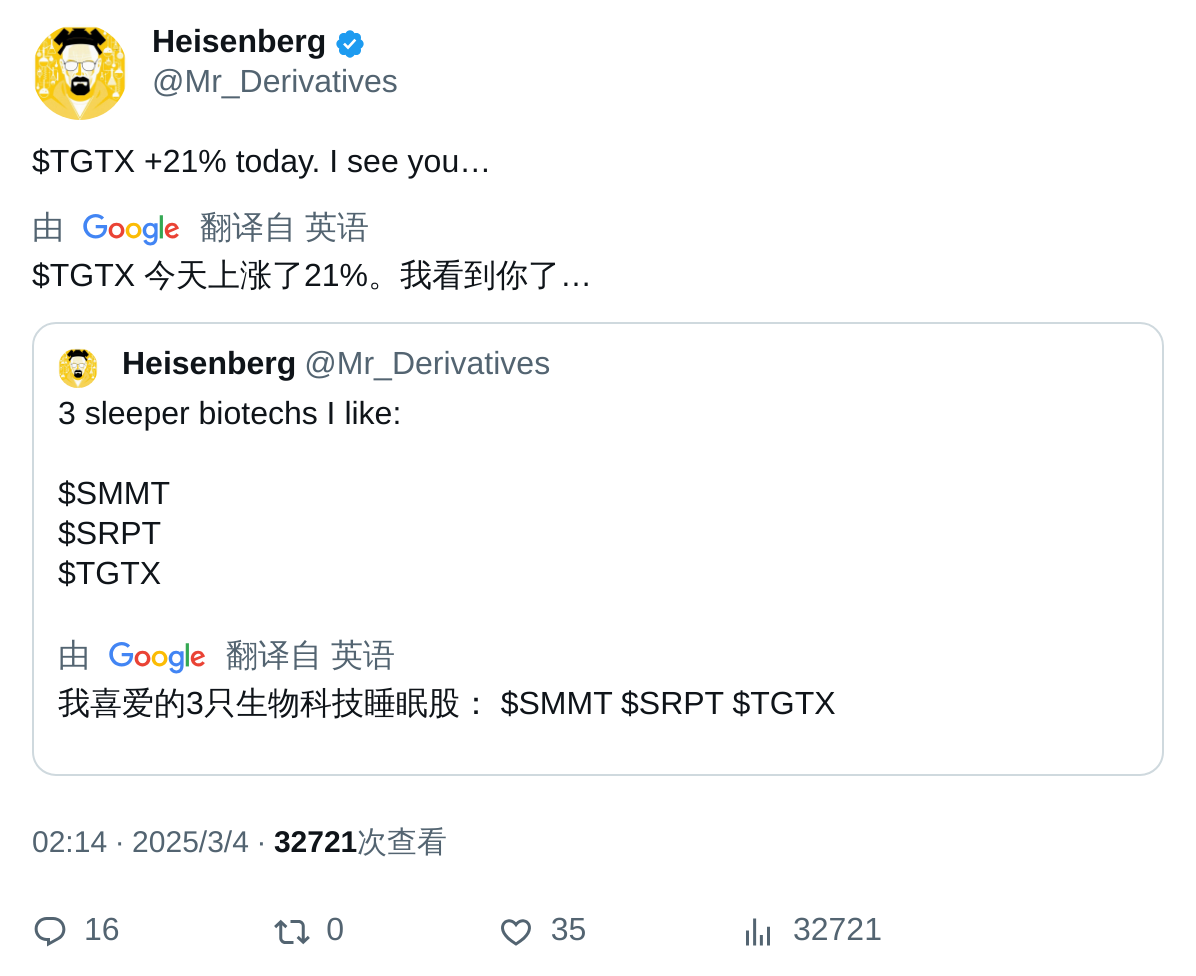 Heisenberg
@Mr_Derivatives
$TGTX +21% today. I see you…
由 Google 翻译自 英语
$TGTX 今天上涨了21%。我看到你了…
Heisenberg @Mr_Derivatives
3 sleeper biotechs I like:
$SMMT
$SRPT
$TGTX
由 Google 翻译自 英语
我喜爱的3只生物科技睡眠股： $SMMT $SRPT $TGTX
02:14 · 2025/3/4 · 32721次查看
16 0 35 32721